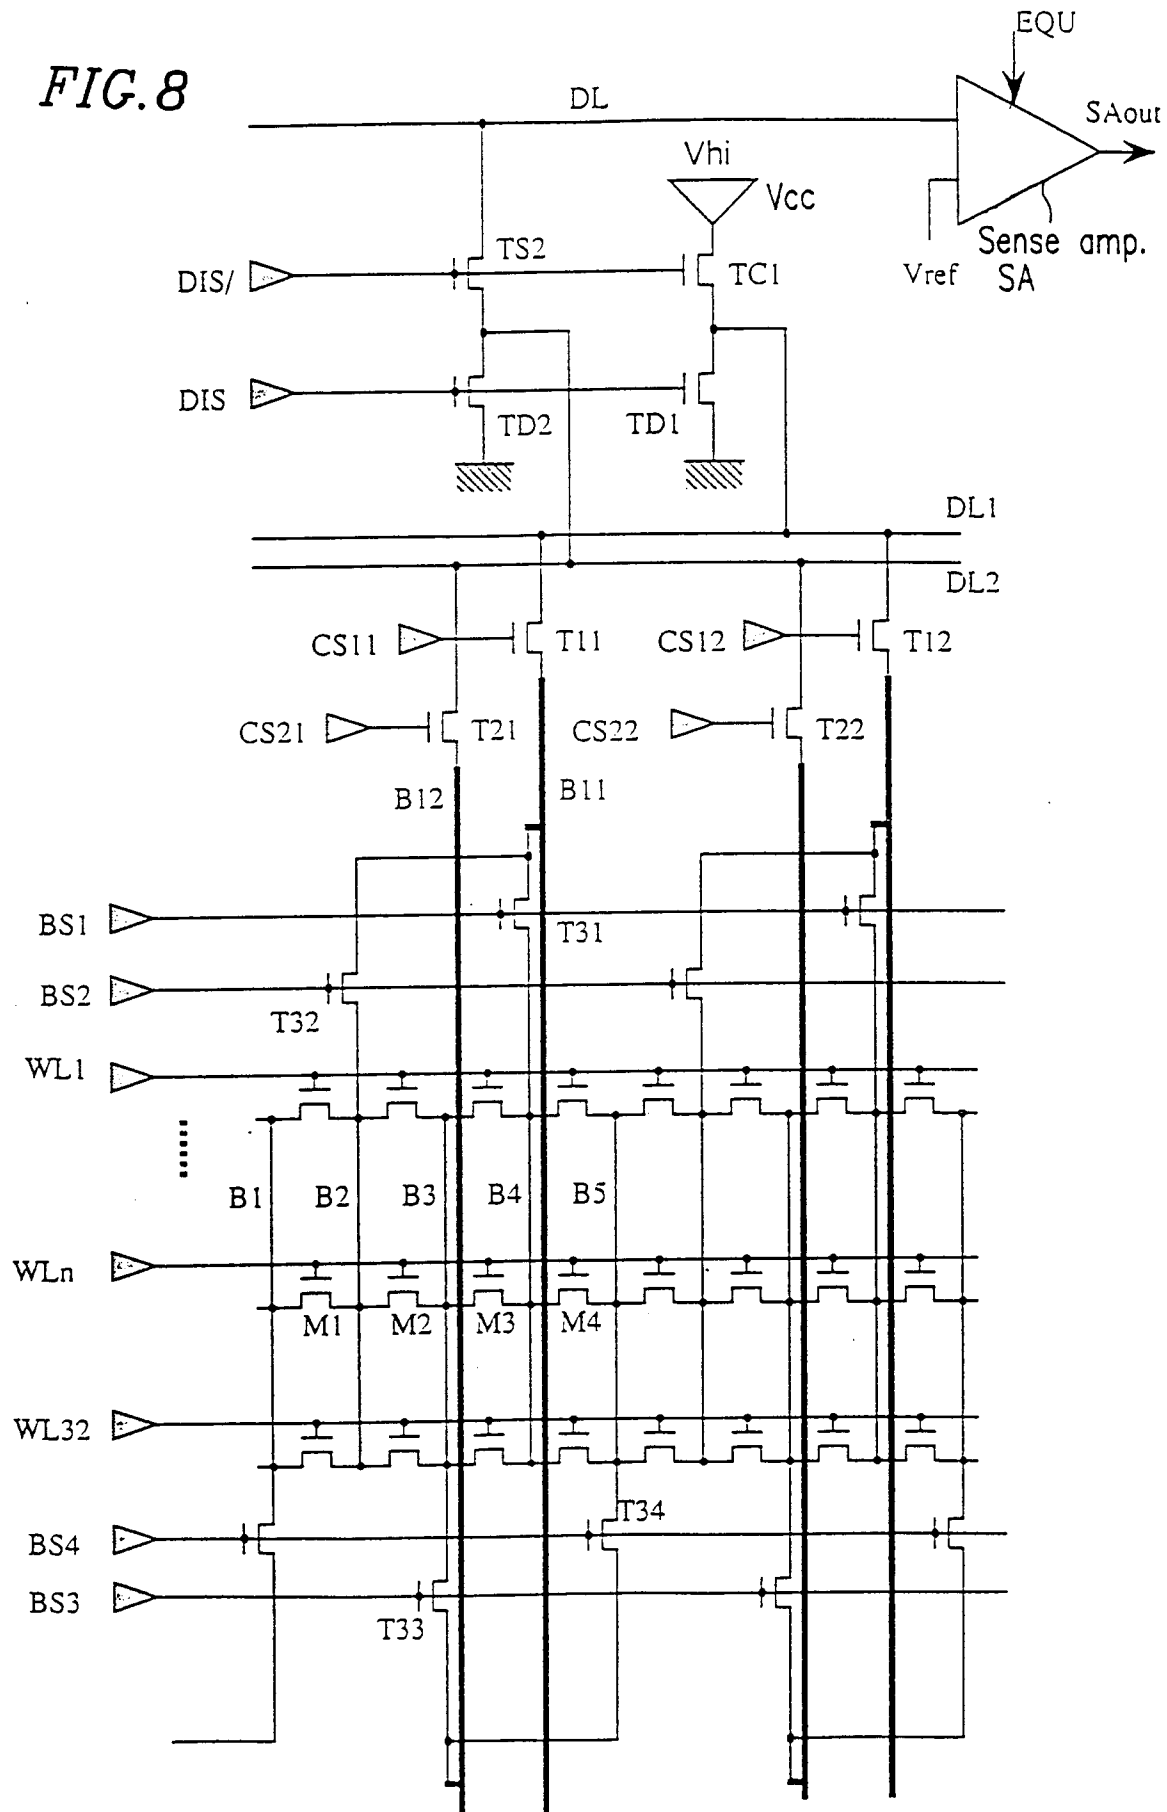 FIG.8
EQU
DL
SAout
Vhi
Vcc
TS2
DIS/
TC1
Vref
Sense amp.
SA
DIS
TD2
TD1
DL1
DL2
CS11
T11
CS12
T12
CS21
T21
CS22
T22
B12
B11
BS1
T31
BS2
T32
WL1
B1
B2
B3
B4
B5
WLn
M1
M2
M3
M4
WL32
T34
BS4
BS3
T33